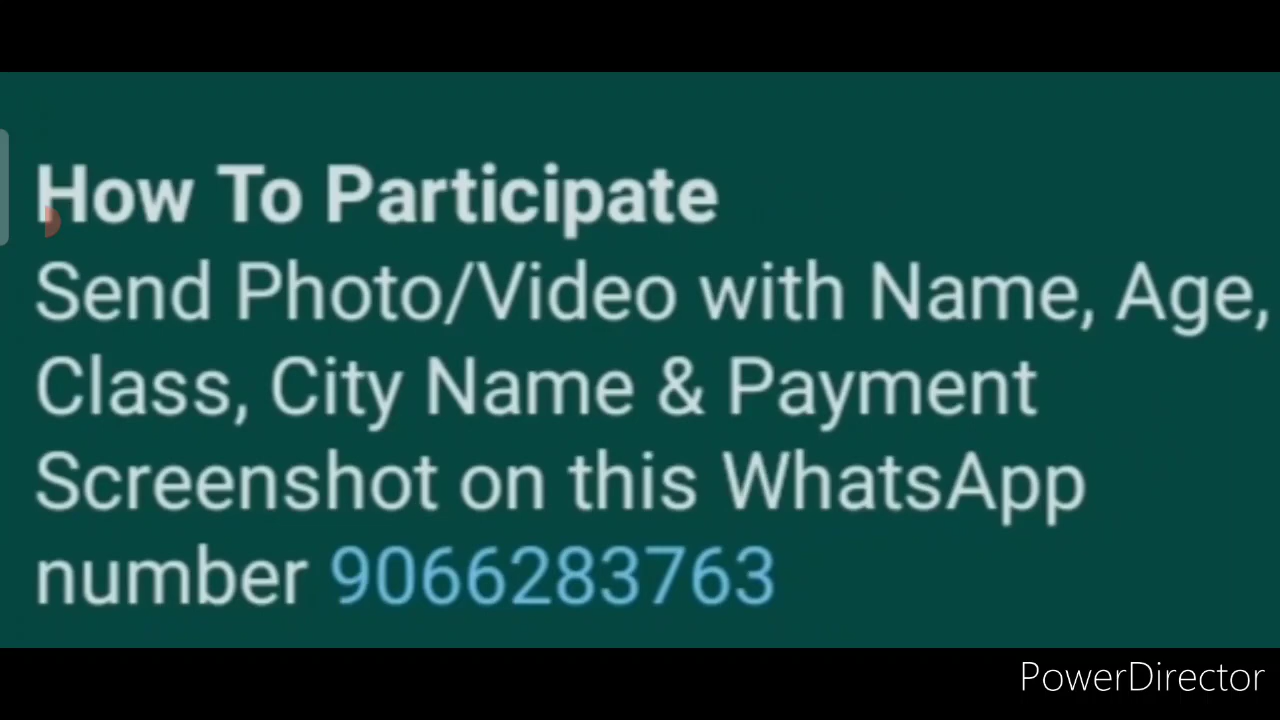 How To Participate
Send Photo/Video with Name, Age,
Class, City Name & Payment
Screenshot on this WhatsApp
number 9066283763
PowerDirector